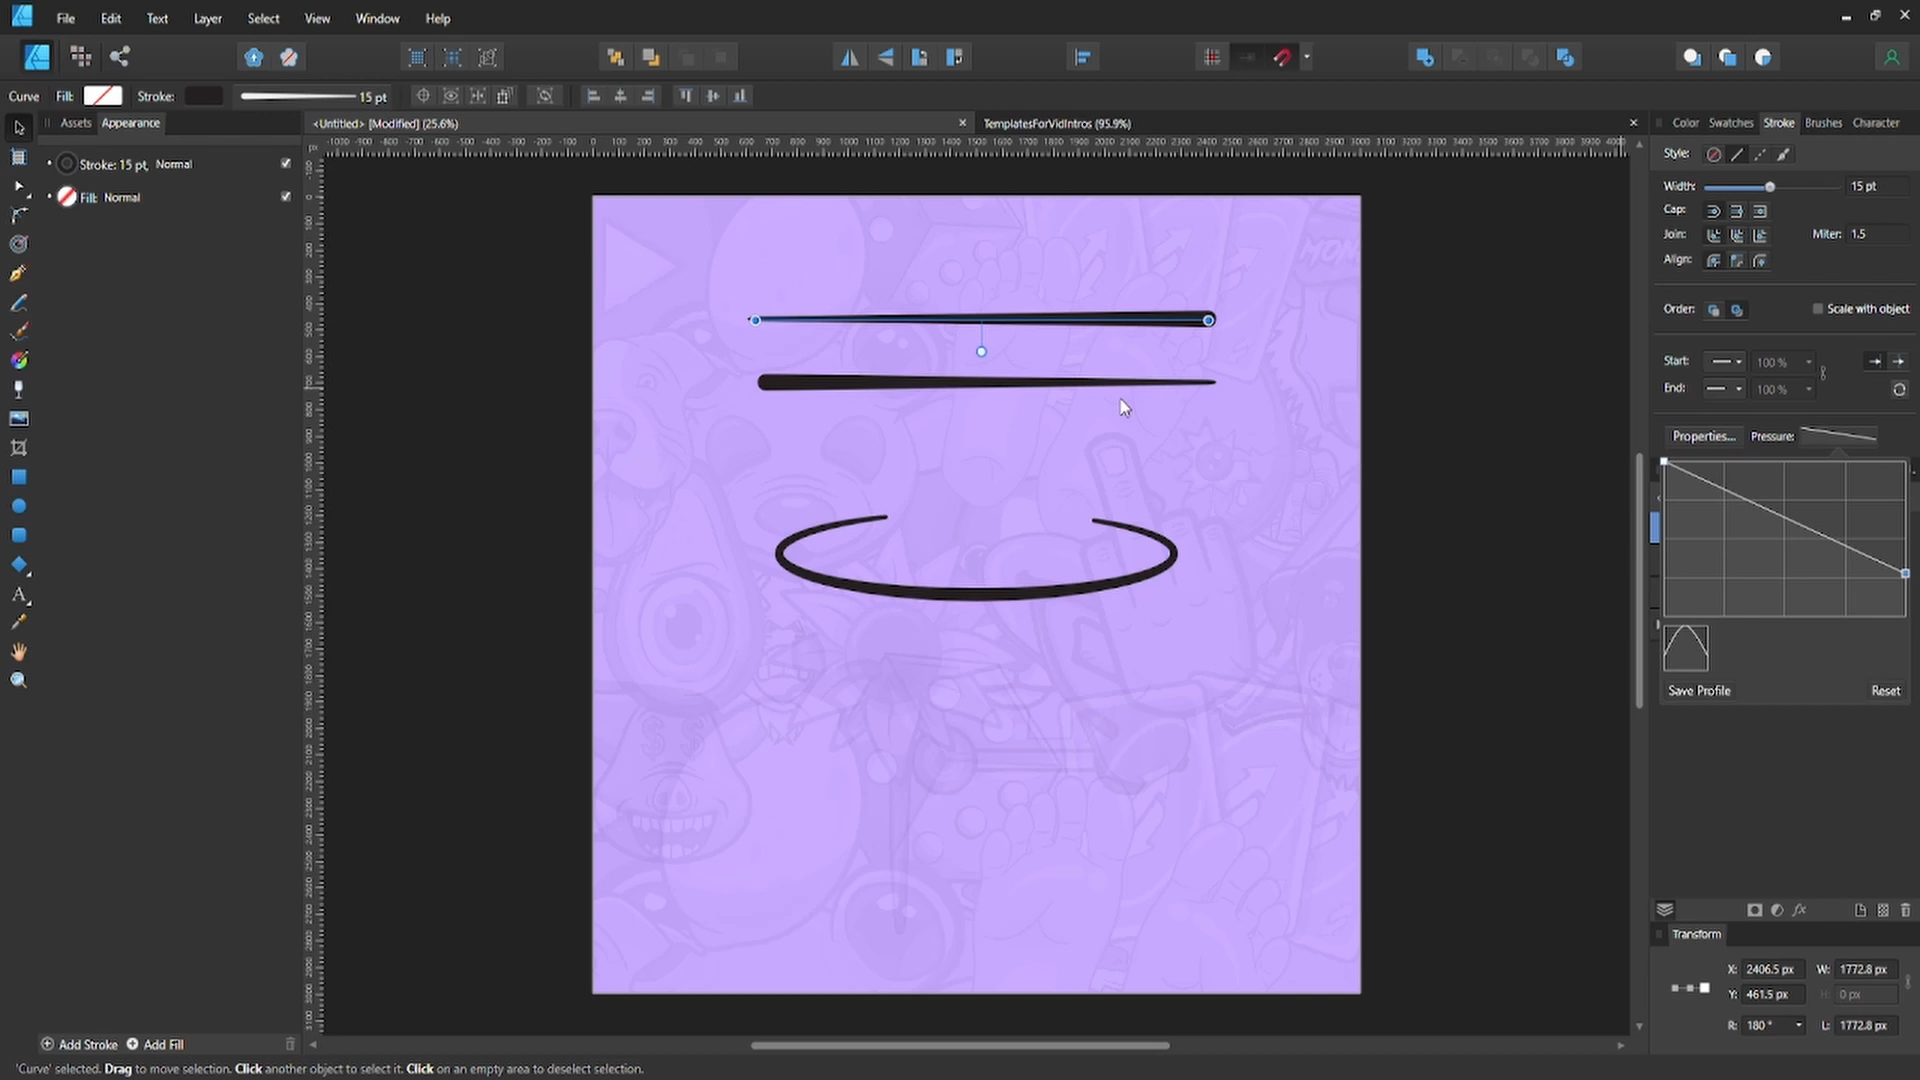 File Edit Text Layer Select View Window Help
Curve Fill: Stroke: 15 pt
Assets Appearance
<Untitled> [Modified] (25.6%)
TemplatesForVidIntros (95.9%)
Color Swatches Stroke Brushes Character
px
Stroke: 15 pt, Normal
Fill: Normal
Style:
Width: 15 pt
Cap:
Join: Miter: 1.5
Align:
Order: Scale with object
Start: 100 %
End: 100 %
Properties... Pressure:
Save Profile Reset
MOM
$ $
fx
Transform
X: 2406.5 px W: 1772.8 px
Y: 461.5 px H: 0 px
R: 180 ° L: 1772.8 px
Add Stroke Add Fill
'Curve' selected. Drag to move selection. Click another object to select it. Click on an empty area to deselect selection.